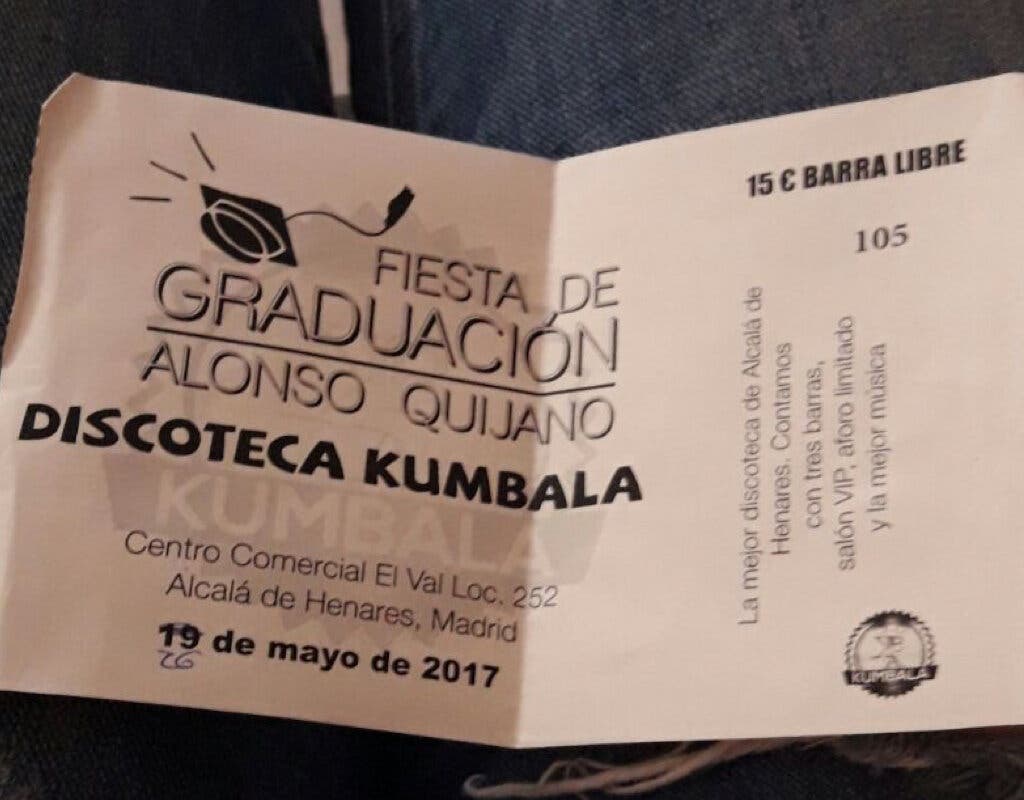 FIESTA DE
GRADUACIÓN
ALONSO QUIJANO
DISCOTECA KUMBALA
KUMBALA
Centro Comercial El Val Loc. 252
Alcalá de Henares, Madrid
19 de mayo de 2017
26
15 € BARRA LIBRE
105
La mejor discoteca de Alcalá de
Henares. Contamos
con tres barras,
salón VIP, aforo limitado
y la mejor música
KUMBALA